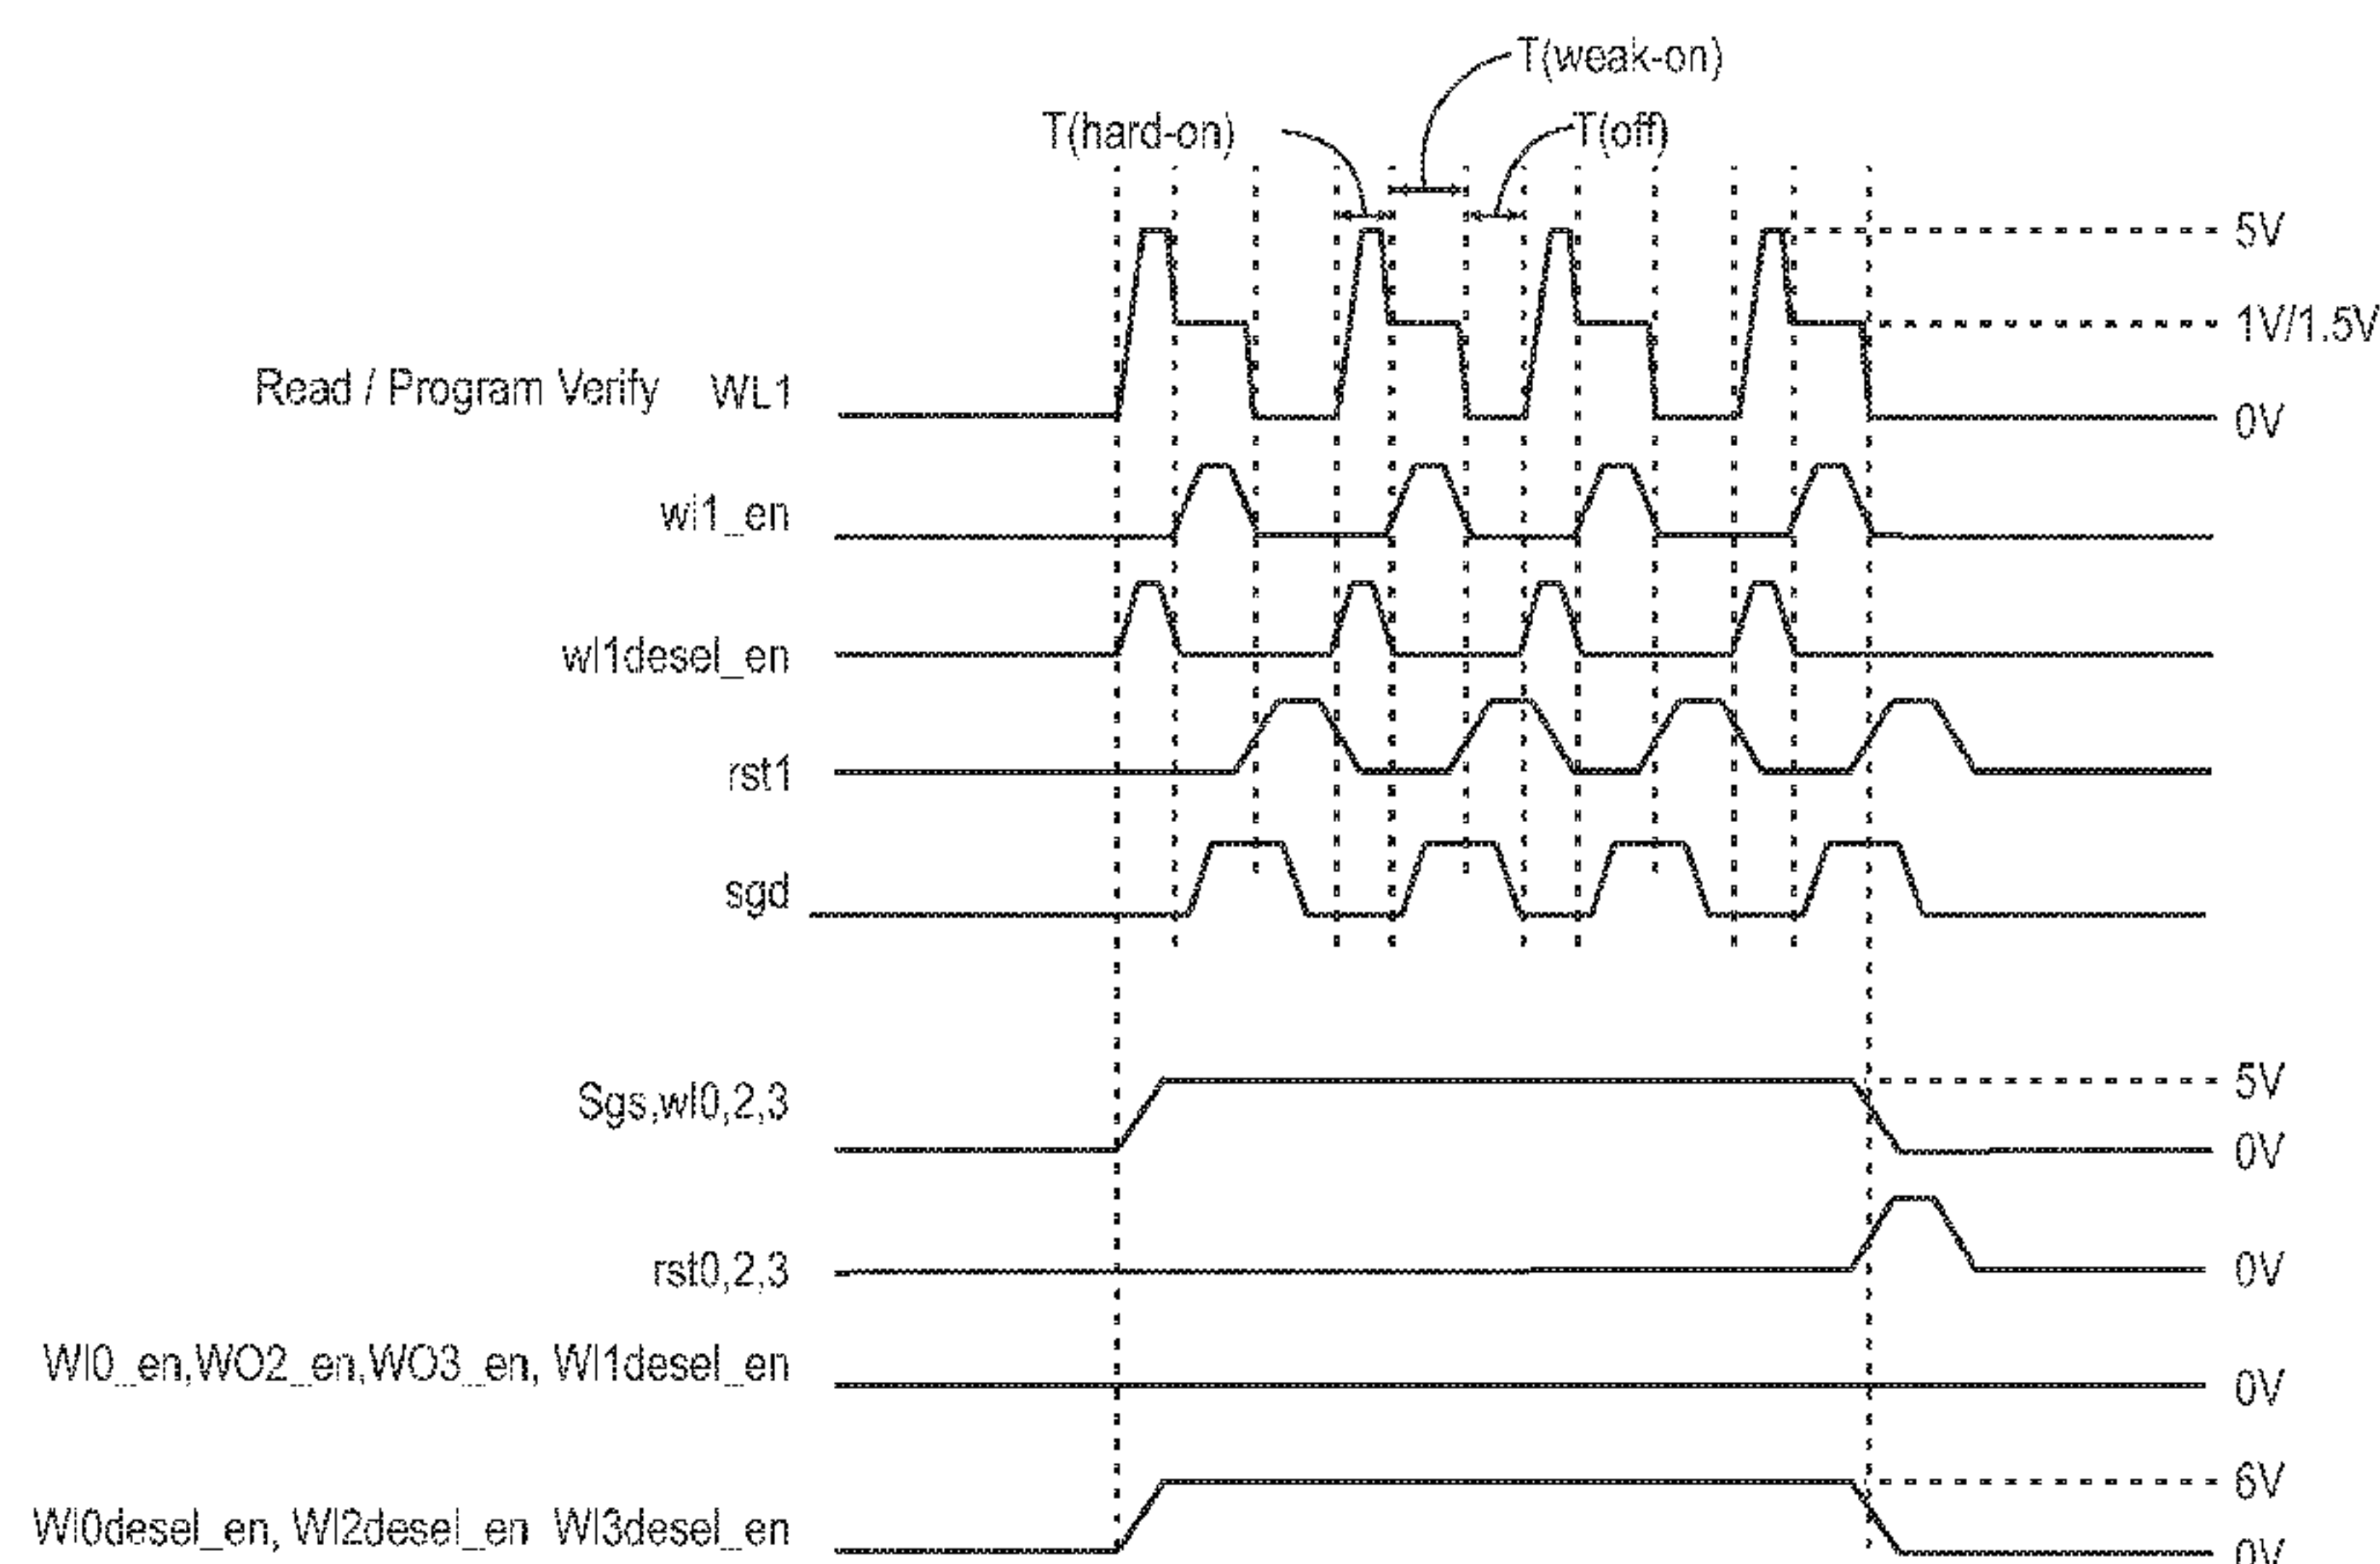 T(weak-on)
T(hard-on)
T(off)
5V
1V/1.5V
Read / Program Verify WL1
0V
wl1_en
wl1desel_en
rst1
sgd
Sgs,wl0,2,3
5V
0V
rst0,2,3
0V
Wl0_en,WO2_en,WO3_en, Wl1desel_en
0V
6V
Wl0desel_en, Wl2desel_en Wl3desel_en
0V